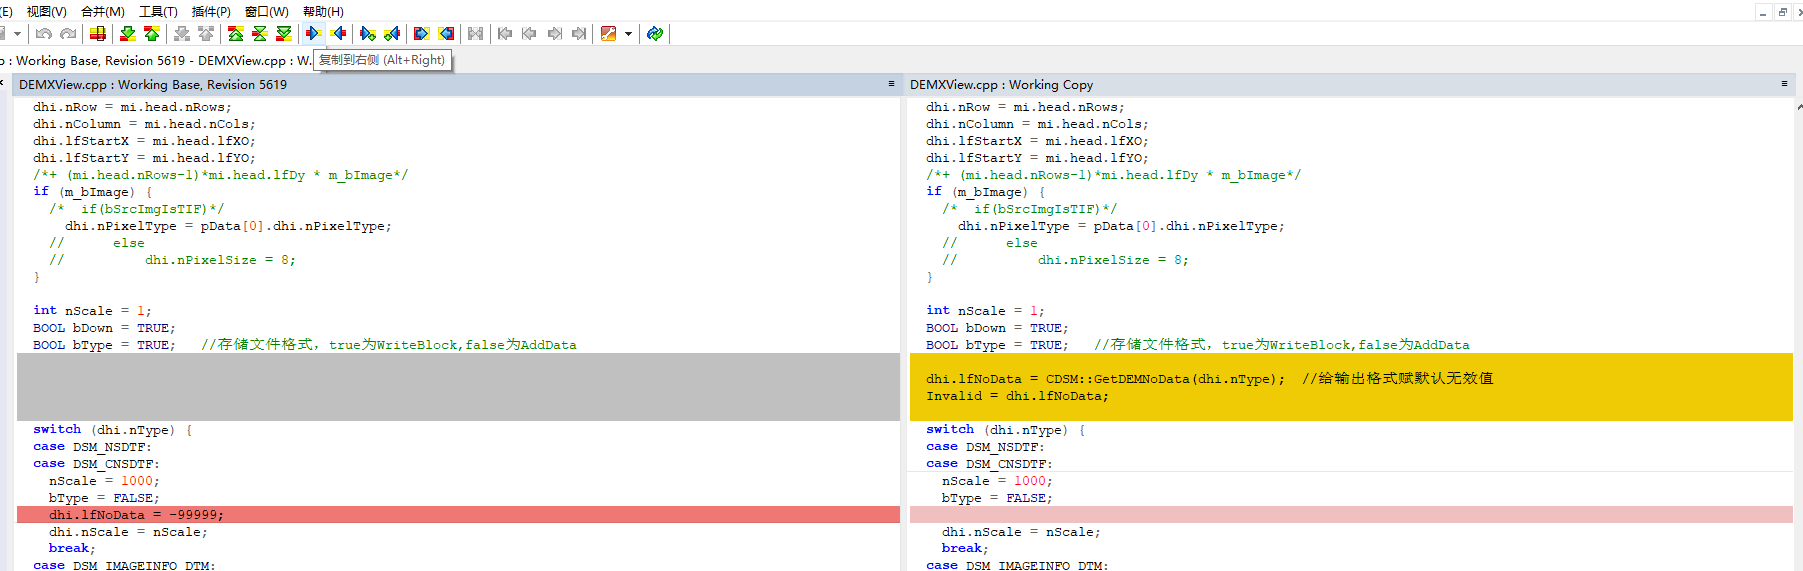 (E) 视图(V) 合并(M) 工具(T) 插件(P) 窗口(W) 帮助(H)
: Working Base, Revision 5619 - DEMXView.cpp : W...
复制到右侧 (Alt+Right)
DEMXView.cpp : Working Base, Revision 5619
dhi.nRow = mi.head.nRows;
dhi.nColumn = mi.head.nCols;
dhi.lfStartX = mi.head.lfXO;
dhi.lfStartY = mi.head.lfYO;
/*+ (mi.head.nRows-1)*mi.head.lfDy * m_bImage*/
if (m_bImage) {
/*  if(bSrcImgIsTIF)*/
dhi.nPixelType = pData[0].dhi.nPixelType;
//      else
//          dhi.nPixelSize = 8;
}
int nScale = 1;
BOOL bDown = TRUE;
BOOL bType = TRUE;   //存储文件格式，true为WriteBlock,false为AddData
switch (dhi.nType) {
case DSM_NSDTF:
case DSM_CNSDTF:
nScale = 1000;
bType = FALSE;
dhi.lfNoData = -99999;
dhi.nScale = nScale;
break;
case DSM_IMAGEINFO_DTM:
DEMXView.cpp : Working Copy
dhi.nRow = mi.head.nRows;
dhi.nColumn = mi.head.nCols;
dhi.lfStartX = mi.head.lfXO;
dhi.lfStartY = mi.head.lfYO;
/*+ (mi.head.nRows-1)*mi.head.lfDy * m_bImage*/
if (m_bImage) {
/*  if(bSrcImgIsTIF)*/
dhi.nPixelType = pData[0].dhi.nPixelType;
//      else
//          dhi.nPixelSize = 8;
}
int nScale = 1;
BOOL bDown = TRUE;
BOOL bType = TRUE;   //存储文件格式，true为WriteBlock,false为AddData
dhi.lfNoData = CDSM::GetDEMNoData(dhi.nType);  //给输出格式赋默认无效值
Invalid = dhi.lfNoData;
switch (dhi.nType) {
case DSM_NSDTF:
case DSM_CNSDTF:
nScale = 1000;
bType = FALSE;
dhi.nScale = nScale;
break;
case DSM_IMAGEINFO_DTM: